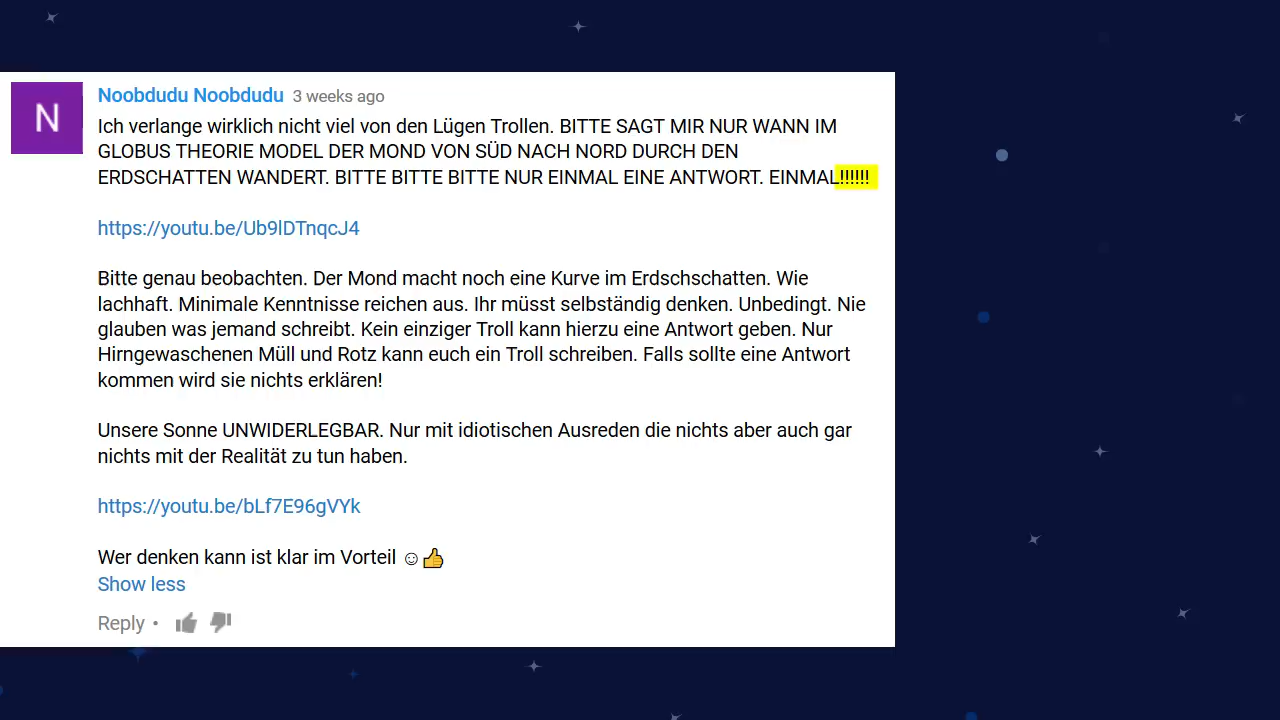 N
Noobdudu Noobdudu 3 weeks ago
Ich verlange wirklich nicht viel von den Lügen Trollen. BITTE SAGT MIR NUR WANN IM
GLOBUS THEORIE MODEL DER MOND VON SÜD NACH NORD DURCH DEN
ERDSCHATTEN WANDERT. BITTE BITTE BITTE NUR EINMAL EINE ANTWORT. EINMAL!!!!!!
https://youtu.be/Ub9lDTnqcJ4
Bitte genau beobachten. Der Mond macht noch eine Kurve im Erdschschatten. Wie
lachhaft. Minimale Kenntnisse reichen aus. Ihr müsst selbständig denken. Unbedingt. Nie
glauben was jemand schreibt. Kein einziger Troll kann hierzu eine Antwort geben. Nur
Hirngewaschenen Müll und Rotz kann euch ein Troll schreiben. Falls sollte eine Antwort
kommen wird sie nichts erklären!
Unsere Sonne UNWIDERLEGBAR. Nur mit idiotischen Ausreden die nichts aber auch gar
nichts mit der Realität zu tun haben.
https://youtu.be/bLf7E96gVYk
Wer denken kann ist klar im Vorteil ☺👍
Show less
Reply •